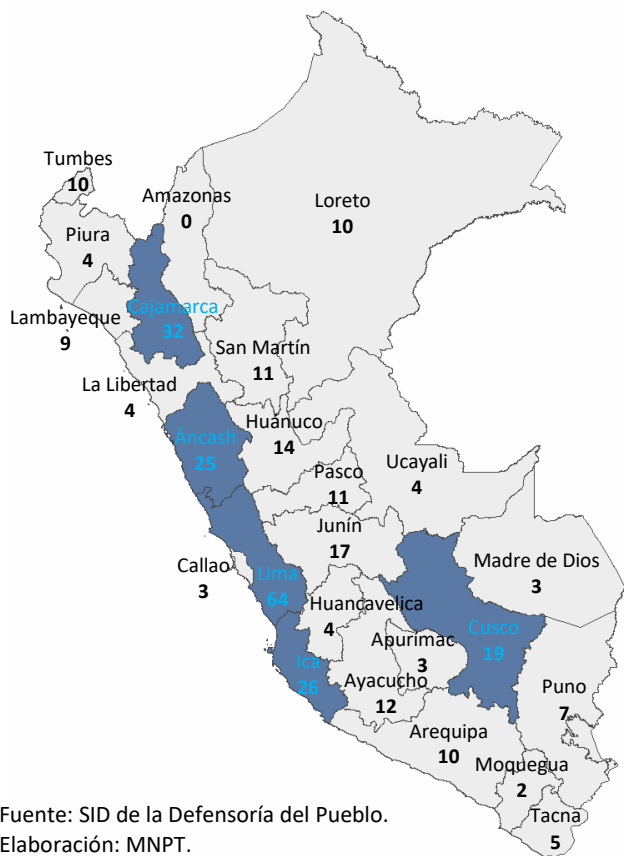 Tumbes
10
Amazonas
0
Loreto
10
Piura
4
Cajamarca
32
Lambayeque
9
San Martín
11
La Libertad
4
Huánuco
14
Áncash
25
Ucayali
4
Pasco
11
Junín
17
Madre de Dios
3
Callao
3
Lima
64
Huancavelica
4
Cusco
19
Apurimac
3
Ica
26
Ayacucho
12
Puno
7
Arequipa
10
Moquegua
2
Tacna
5
Fuente: SID de la Defensoría del Pueblo.
Elaboración: MNPT.